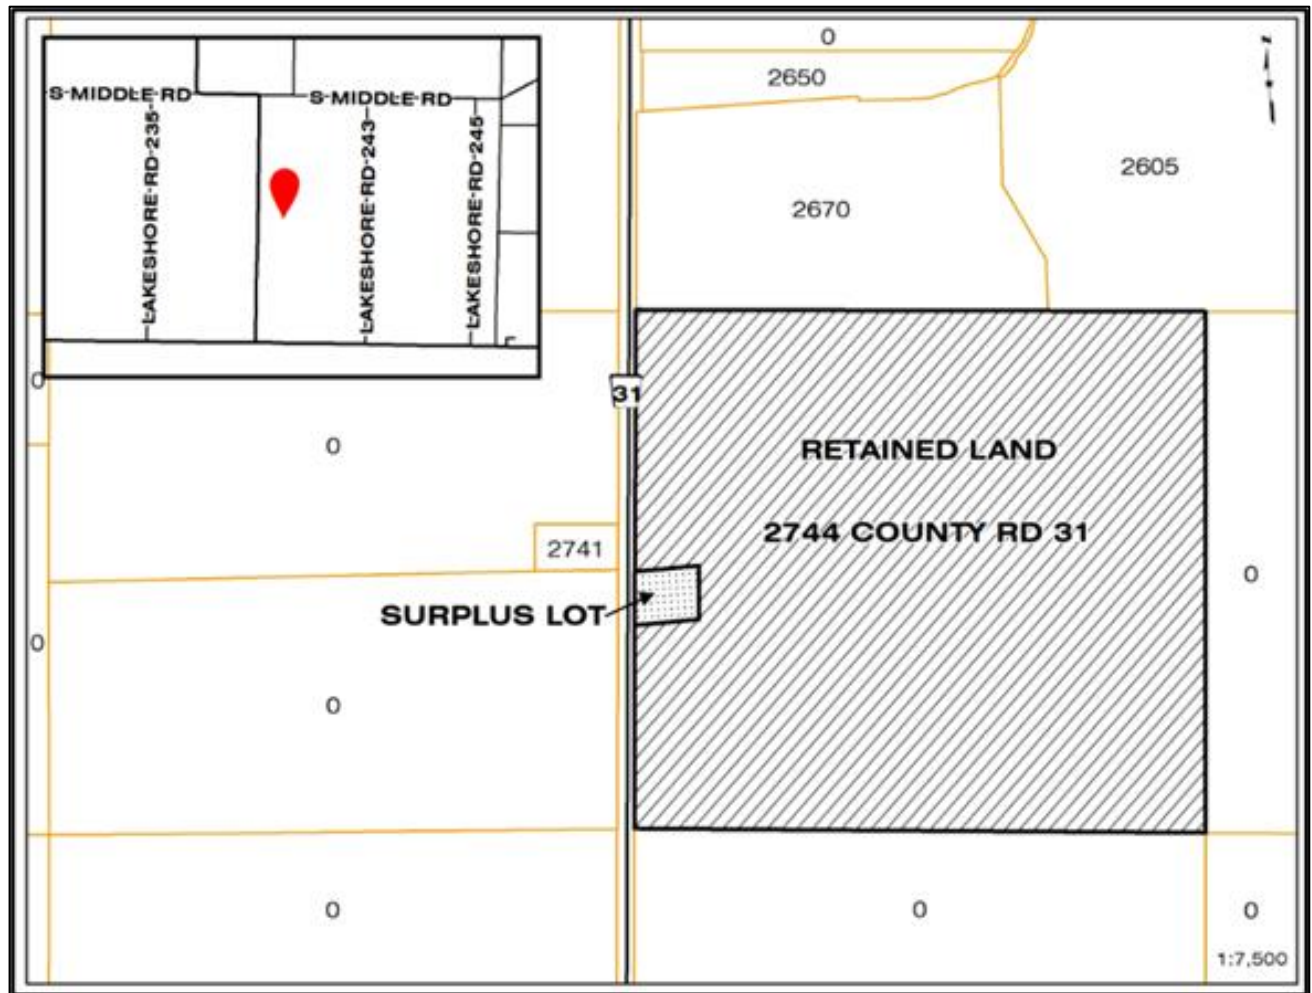 S-MIDDLE-RD
S-MIDDLE-RD
LAKESHORE-RD-235
LAKESHORE-RD-243
LAKESHORE-RD-245
0
2650
2605
2670
0
31
0
RETAINED LAND
2744 COUNTY RD 31
2741
0
SURPLUS LOT
0
0
0
0
0
1:7,500